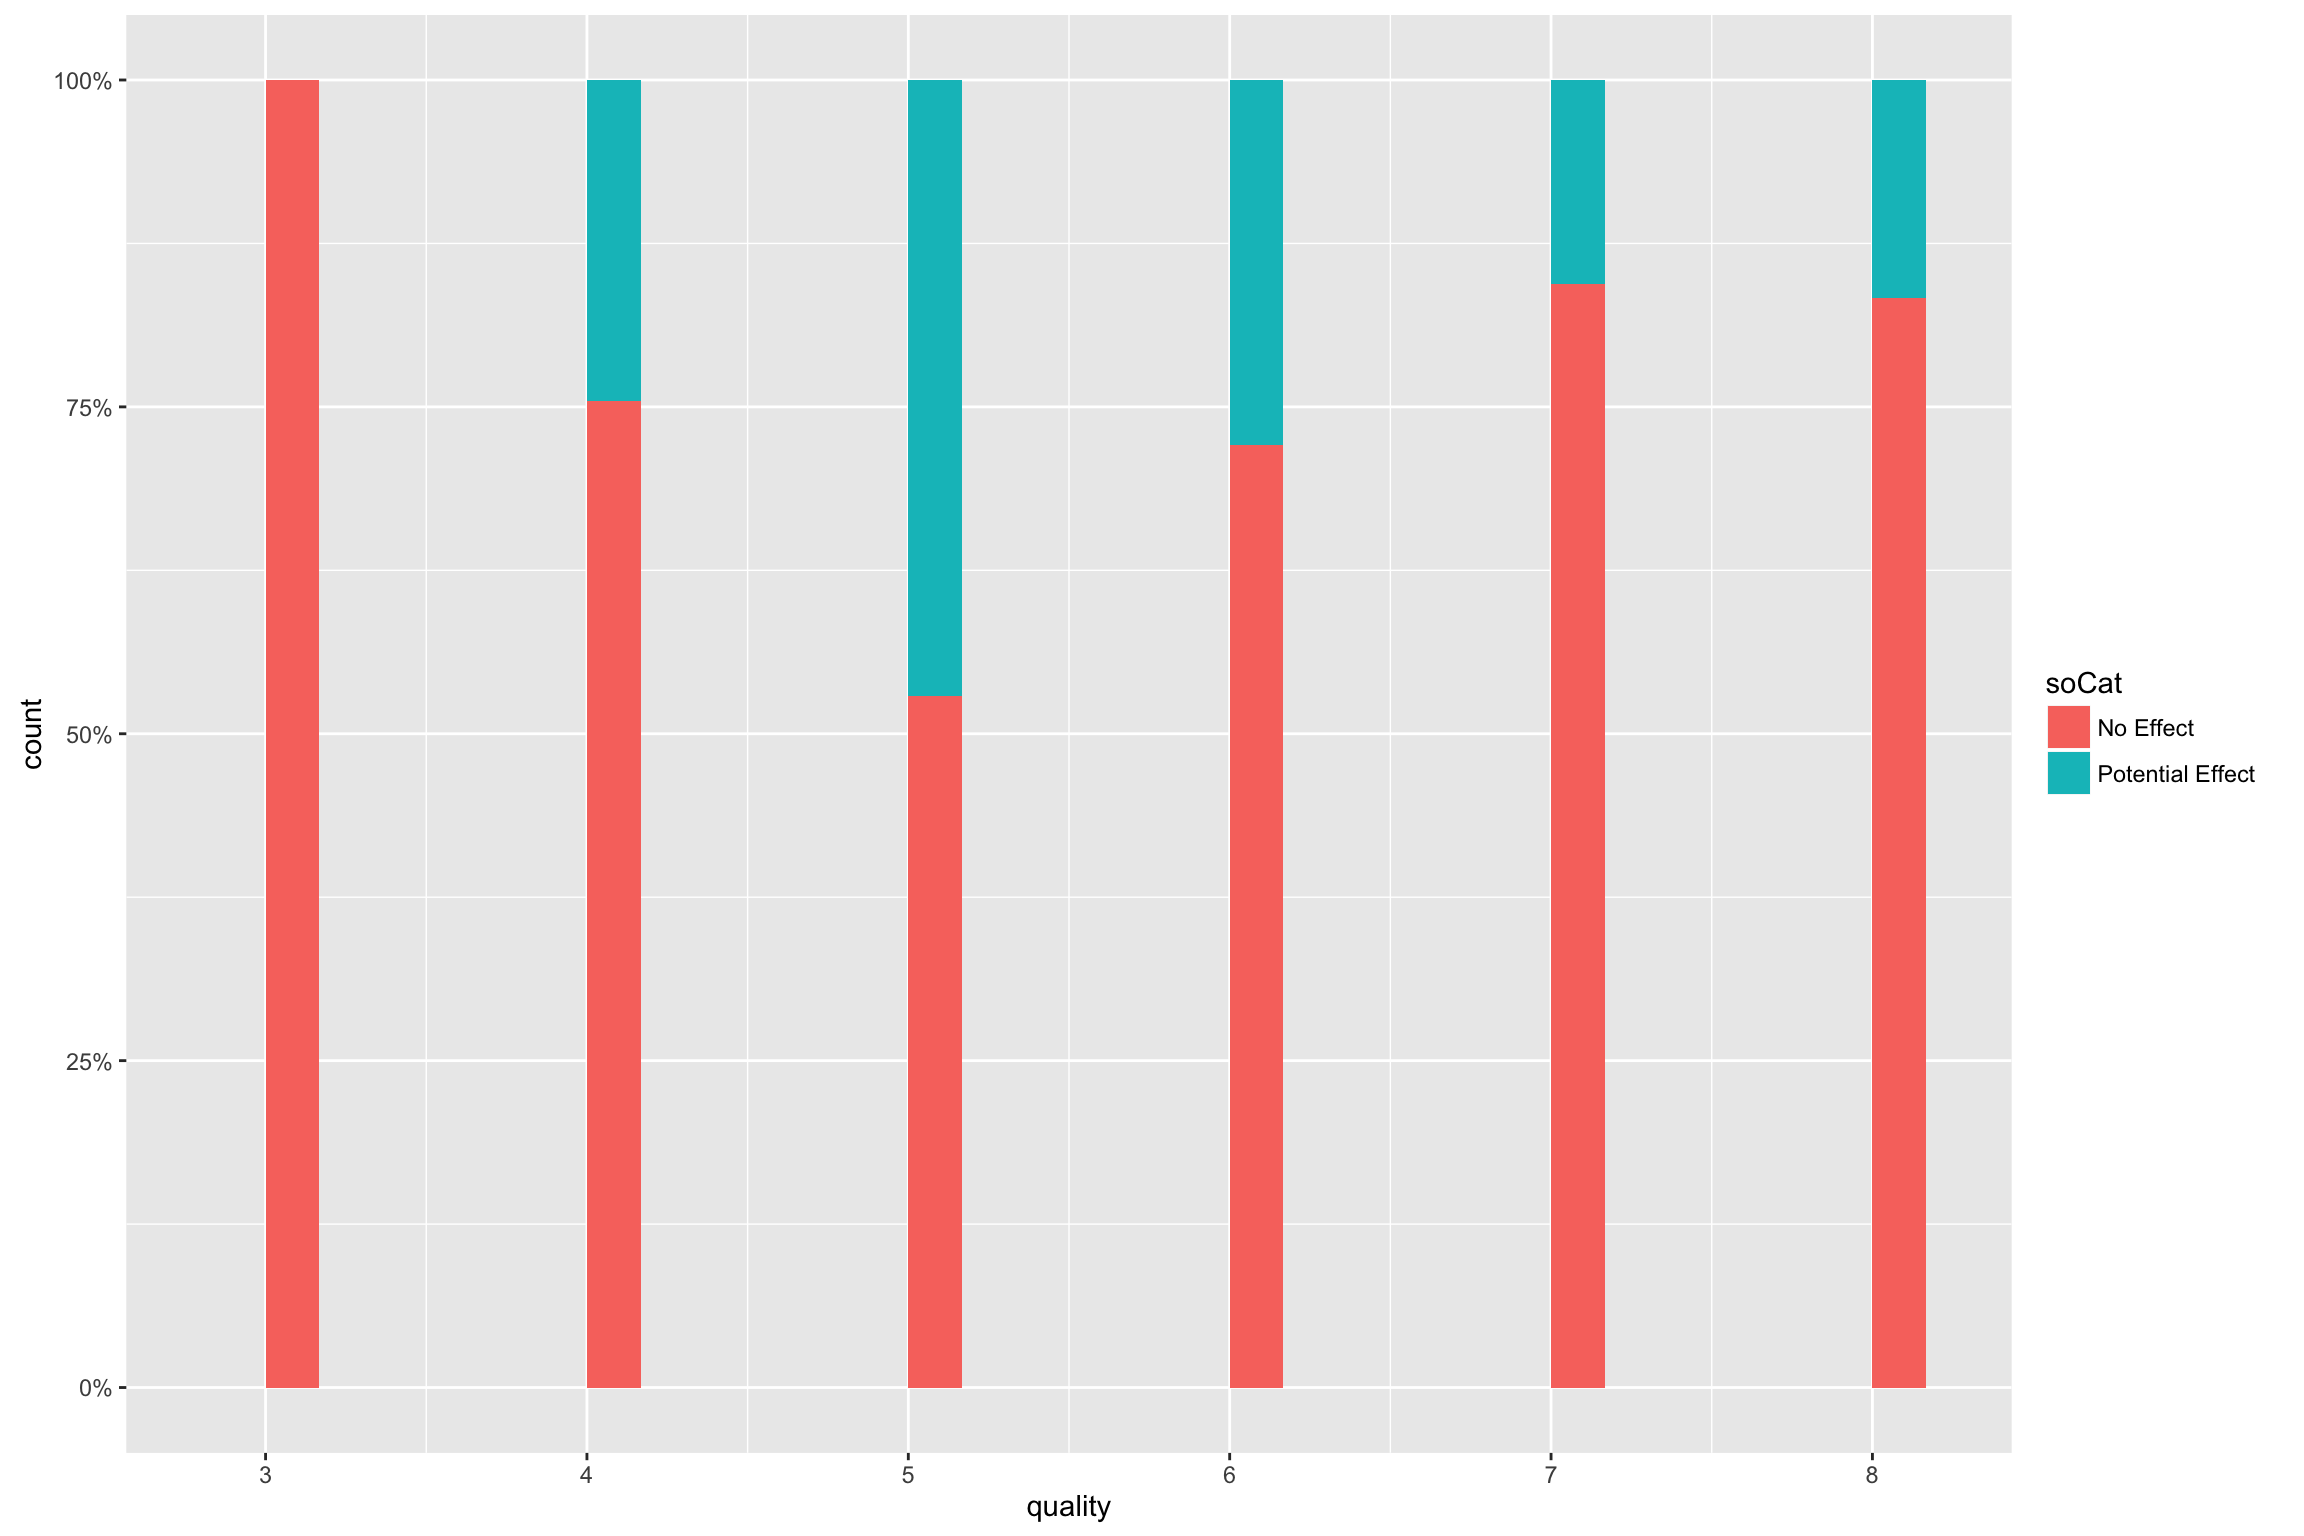 100%
75%
50%
25%
0%
count
3 4 5 6 7 8
quality
soCat
No Effect
Potential Effect